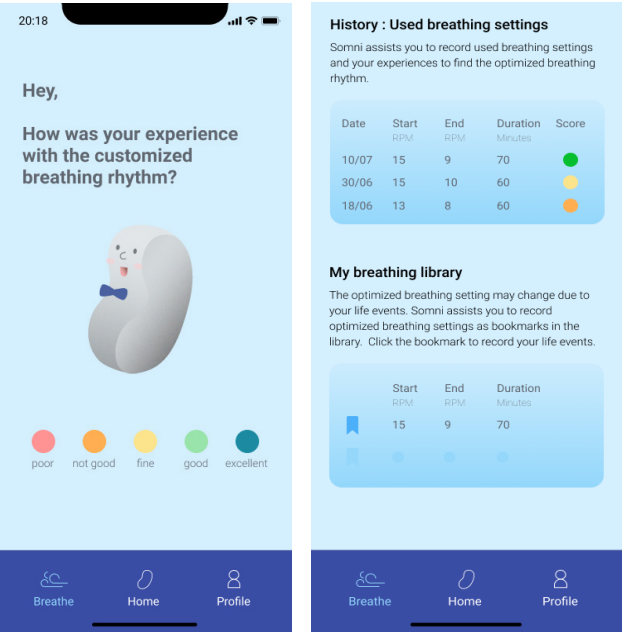 20:18
Hey,
How was your experience
with the customized
breathing rhythm?
poor not good fine good excellent
Breathe Home Profile
History : Used breathing settings
Somni assists you to record used breathing settings
and your experiences to find the optimized breathing
rhythm.
Date Start End Duration Score
RPM RPM Minutes
10/07 15 9 70
30/06 15 10 60
18/06 13 8 60
My breathing library
The optimized breathing setting may change due to
your life events. Somni assists you to record
optimized breathing settings as bookmarks in the
library.  Click the bookmark to record your life events.
Start End Duration
RPM RPM Minutes
15 9 70
Breathe Home Profile